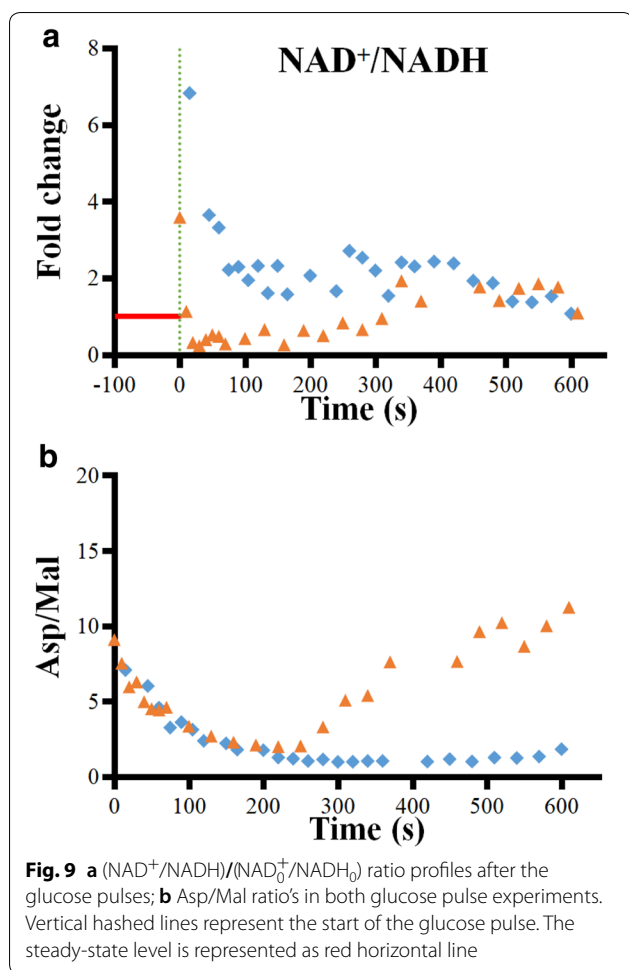 a
NAD⁺/NADH
8
6
4
2
0
Fold change
-100 0 100 200 300 400 500 600
Time (s)
b
20
15
10
5
0
Asp/Mal
0 100 200 300 400 500 600
Time (s)
Fig. 9 a (NAD⁺/NADH)/(NAD₀⁺/NADH₀) ratio profiles after the
glucose pulses; b Asp/Mal ratio's in both glucose pulse experiments.
Vertical hashed lines represent the start of the glucose pulse. The
steady-state level is represented as red horizontal line